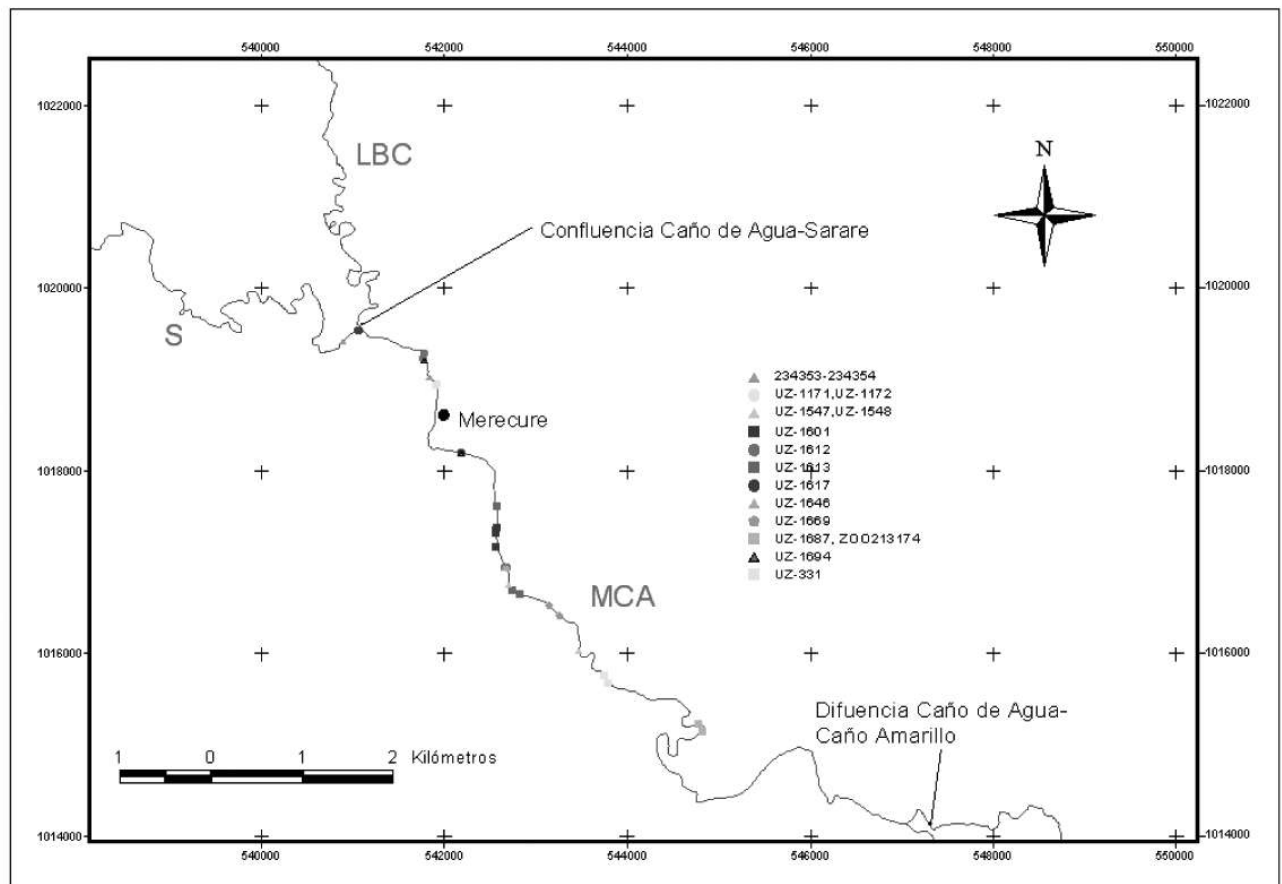 540000 542000 544000 546000 548000 550000
1022000 1022000
LBC
N
Confluencia Caño de Agua-Sarare
1020000 1020000
S
234353-234354
UZ-1171,UZ-1172
UZ-1547,UZ-1548
Merecure
UZ-1601
UZ-1612
1018000 1018000
UZ-1613
UZ-1617
UZ-1646
UZ-1669
UZ-1687, ZOO213174
UZ-1694
UZ-331
MCA
1016000 1016000
Difuencia Caño de Agua-
Caño Amarillo
1 0 1 2 Kilómetros
1014000 1014000
540000 542000 544000 546000 548000 550000